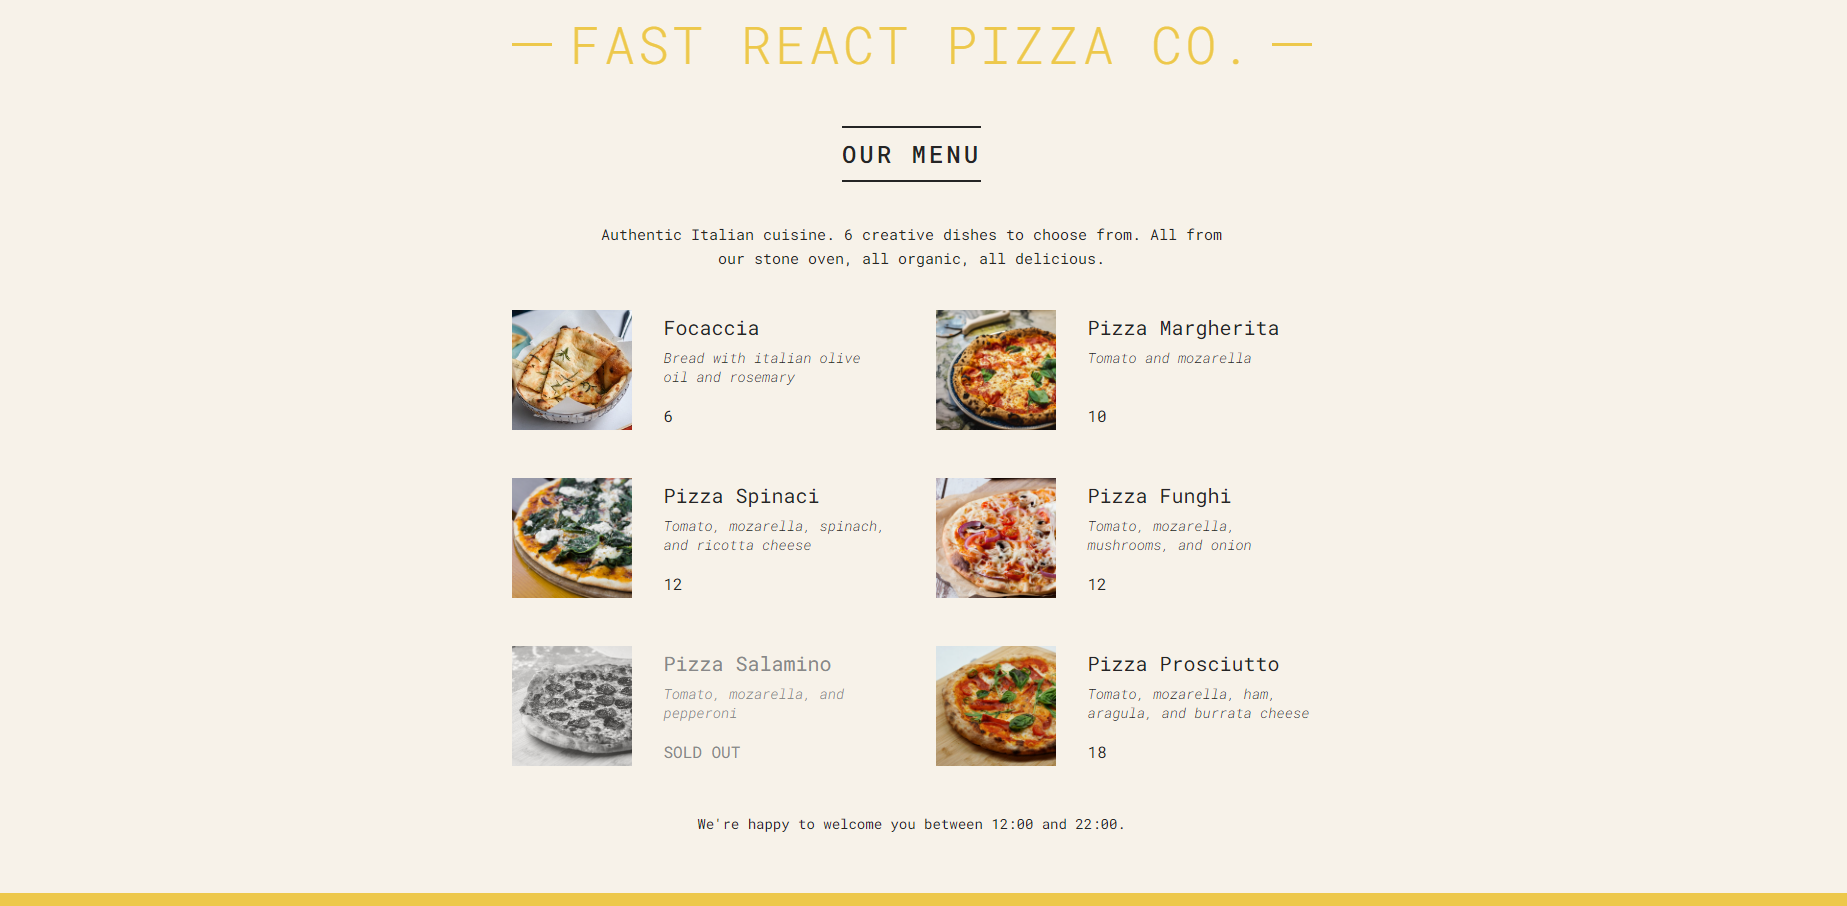 FAST REACT PIZZA CO.
OUR MENU
Authentic Italian cuisine. 6 creative dishes to choose from. All from
our stone oven, all organic, all delicious.
Focaccia
Bread with italian olive
oil and rosemary
6
Pizza Margherita
Tomato and mozarella
10
Pizza Spinaci
Tomato, mozarella, spinach,
and ricotta cheese
12
Pizza Funghi
Tomato, mozarella,
mushrooms, and onion
12
Pizza Salamino
Tomato, mozarella, and
pepperoni
SOLD OUT
Pizza Prosciutto
Tomato, mozarella, ham,
aragula, and burrata cheese
18
We're happy to welcome you between 12:00 and 22:00.